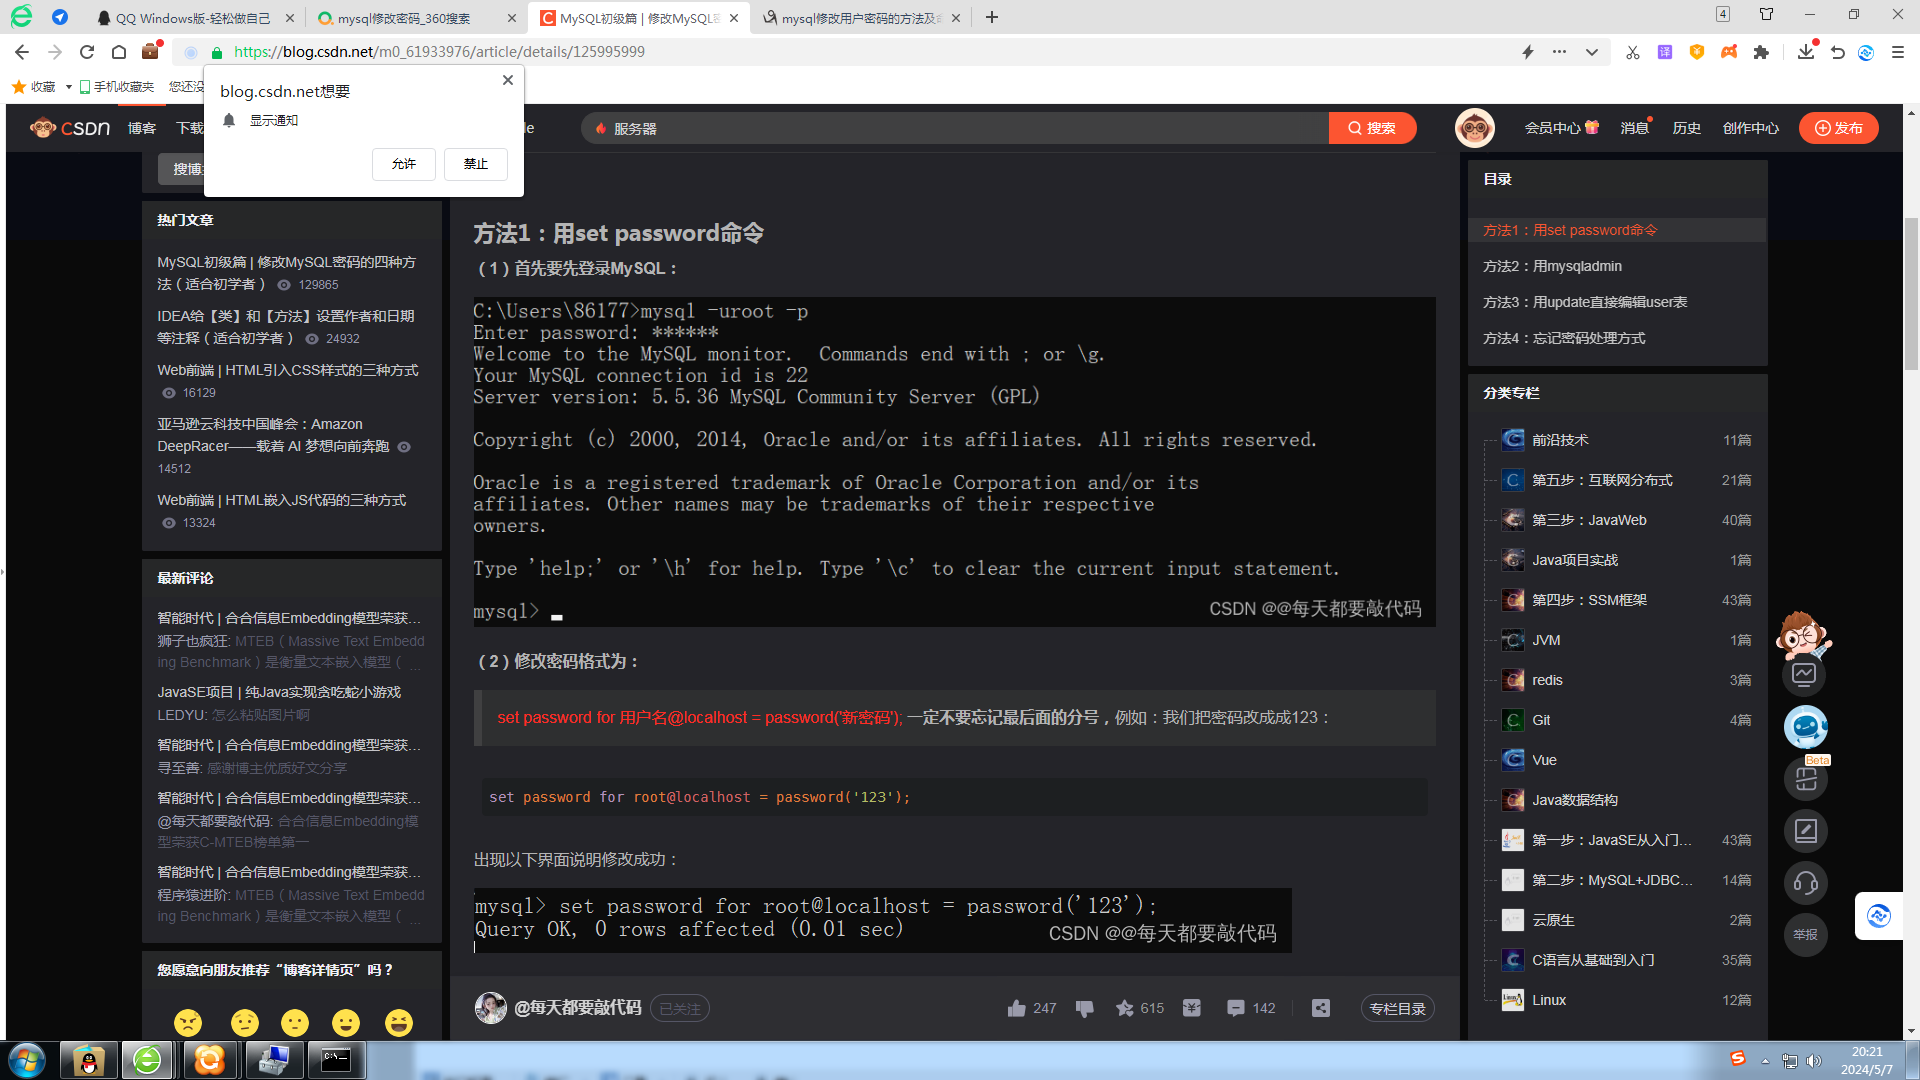 QQ Windows版-轻松做自己
mysql修改密码_360搜索
MySQL初级篇 | 修改MySQL密
mysql修改用户密码的方法及
4
https://blog.csdn.net/m0_61933976/article/details/125995999
译
收藏
手机收藏夹
您还没
blog.csdn.net想要
显示通知
允许
禁止
CSDN
博客
下载
服务器
搜索
会员中心
消息
历史
创作中心
发布
搜博
热门文章
MySQL初级篇 | 修改MySQL密码的四种方
法（适合初学者） 129865
IDEA给【类】和【方法】设置作者和日期
等注释（适合初学者） 24932
Web前端 | HTML引入CSS样式的三种方式
16129
亚马逊云科技中国峰会：Amazon
DeepRacer——载着 AI 梦想向前奔跑
14512
Web前端 | HTML嵌入JS代码的三种方式
13324
最新评论
智能时代 | 合合信息Embedding模型荣获...
狮子也疯狂: MTEB（Massive Text Embedd
ing Benchmark）是衡量文本嵌入模型（ ...
JavaSE项目 | 纯Java实现贪吃蛇小游戏
LEDYU: 怎么粘贴图片啊
智能时代 | 合合信息Embedding模型荣获...
寻至善: 感谢博主优质好文分享
智能时代 | 合合信息Embedding模型荣获...
@每天都要敲代码: 合合信息Embedding模
型荣获C-MTEB榜单第一
智能时代 | 合合信息Embedding模型荣获...
程序猿进阶: MTEB（Massive Text Embedd
ing Benchmark）是衡量文本嵌入模型（ ...
您愿意向朋友推荐“博客详情页”吗？
方法1：用set password命令
（1）首先要先登录MySQL：
C:\Users\86177>mysql -uroot -p
Enter password: ******
Welcome to the MySQL monitor.  Commands end with ; or \g.
Your MySQL connection id is 22
Server version: 5.5.36 MySQL Community Server (GPL)
Copyright (c) 2000, 2014, Oracle and/or its affiliates. All rights reserved.
Oracle is a registered trademark of Oracle Corporation and/or its
affiliates. Other names may be trademarks of their respective
owners.
Type 'help;' or '\h' for help. Type '\c' to clear the current input statement.
mysql>
CSDN @@每天都要敲代码
（2）修改密码格式为：
set password for 用户名@localhost = password('新密码'); 一定不要忘记最后面的分号，例如：我们把密码改成成123：
set password for root@localhost = password('123');
出现以下界面说明修改成功：
mysql> set password for root@localhost = password('123');
Query OK, 0 rows affected (0.01 sec)
CSDN @@每天都要敲代码
@每天都要敲代码
已关注
247
615
142
专栏目录
目录
方法1：用set password命令
方法2：用mysqladmin
方法3：用update直接编辑user表
方法4：忘记密码处理方式
分类专栏
前沿技术 11篇
第五步：互联网分布式 21篇
第三步：JavaWeb 40篇
Java项目实战 1篇
第四步：SSM框架 43篇
JVM 1篇
redis 3篇
Git 4篇
Vue
Java数据结构
第一步：JavaSE从入门... 43篇
第二步：MySQL+JDBC... 14篇
云原生 2篇
C语言从基础到入门 35篇
Linux 12篇
Beta
举报
20:21
2024/5/7